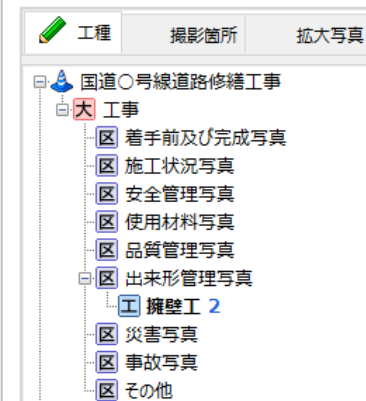 工種 撮影箇所 拡大写真
国道○号線道路修繕工事
大 工事
区 着手前及び完成写真
区 施工状況写真
区 安全管理写真
区 使用材料写真
区 品質管理写真
区 出来形管理写真
工 擁壁工 2
区 災害写真
区 事故写真
区 その他